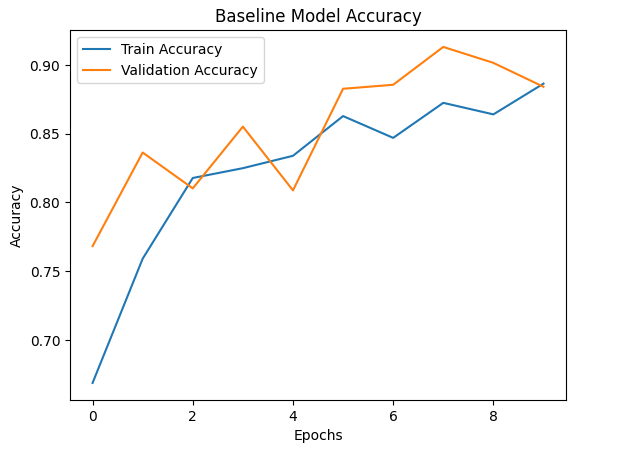 Baseline Model Accuracy
Train Accuracy
Validation Accuracy
0.90
0.85
0.80
0.75
0.70
Accuracy
0 2 4 6 8
Epochs